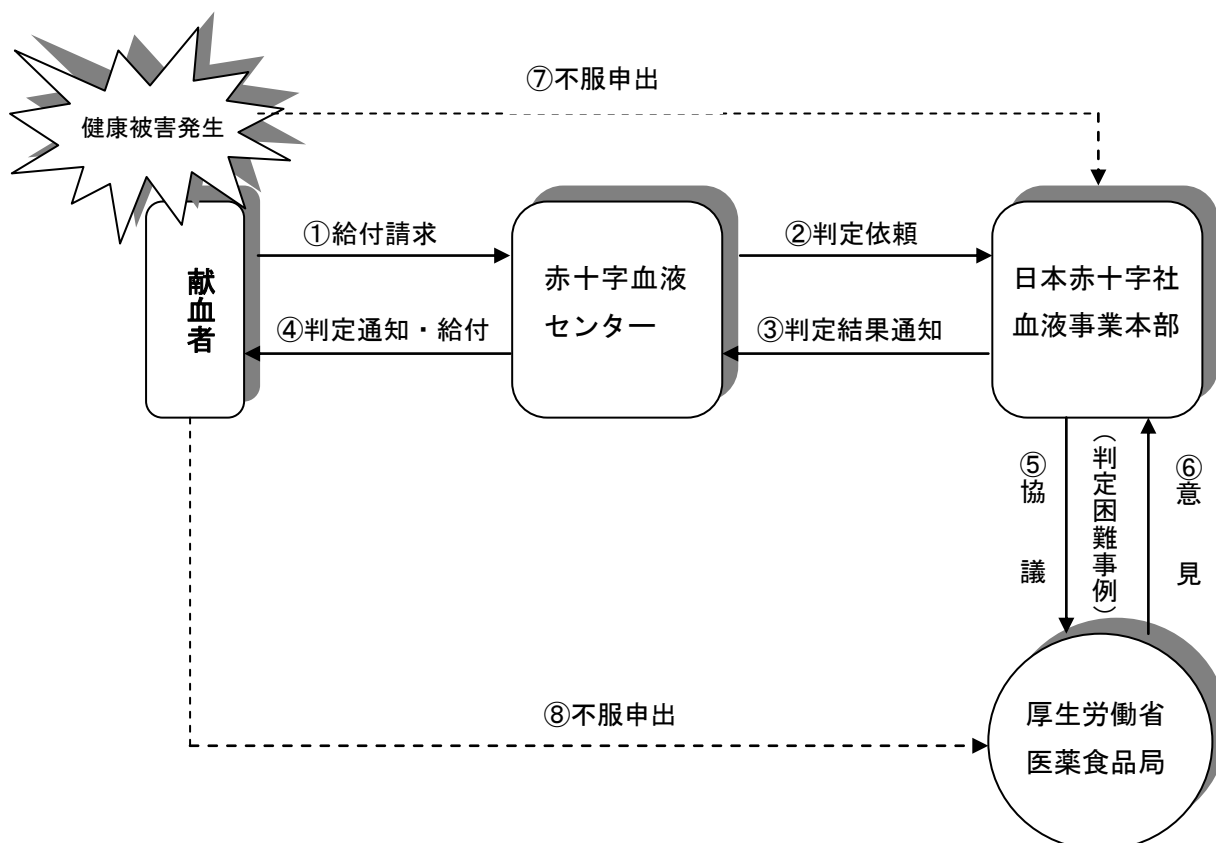 ⑦不服申出
健康被害発生
①給付請求
②判定依頼
献血者
赤十字血液
センター
日本赤十字社
血液事業本部
④判定通知・給付
③判定結果通知
⑤協議
（判定困難事例）
⑥意見
⑧不服申出
厚生労働省
医薬食品局